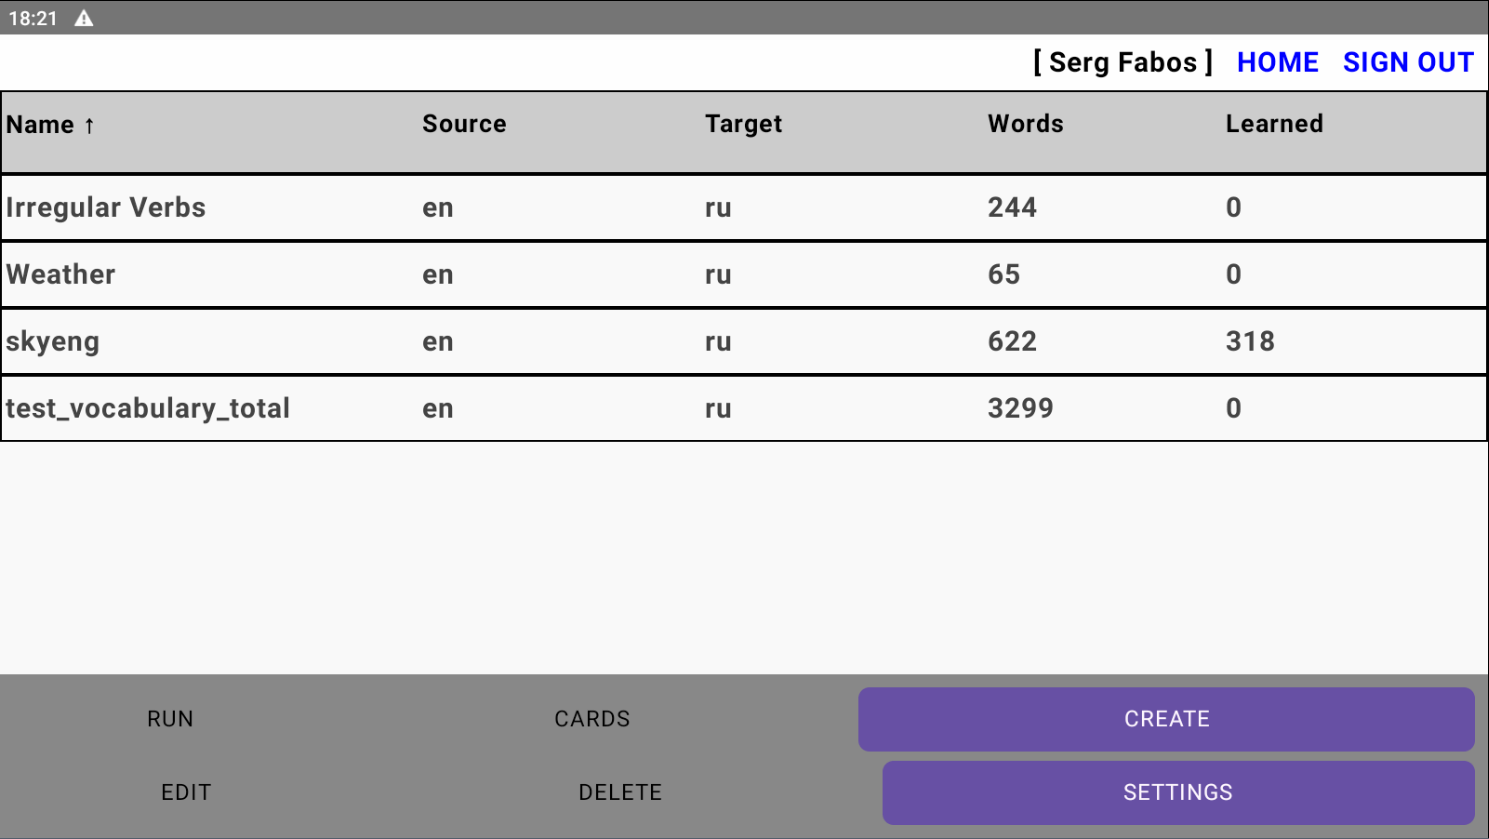 18:21
[ Serg Fabos ] HOME SIGN OUT
Name ↑ Source Target Words Learned
Irregular Verbs en ru 244 0
Weather en ru 65 0
skyeng en ru 622 318
test_vocabulary_total en ru 3299 0
RUN CARDS CREATE
EDIT DELETE SETTINGS